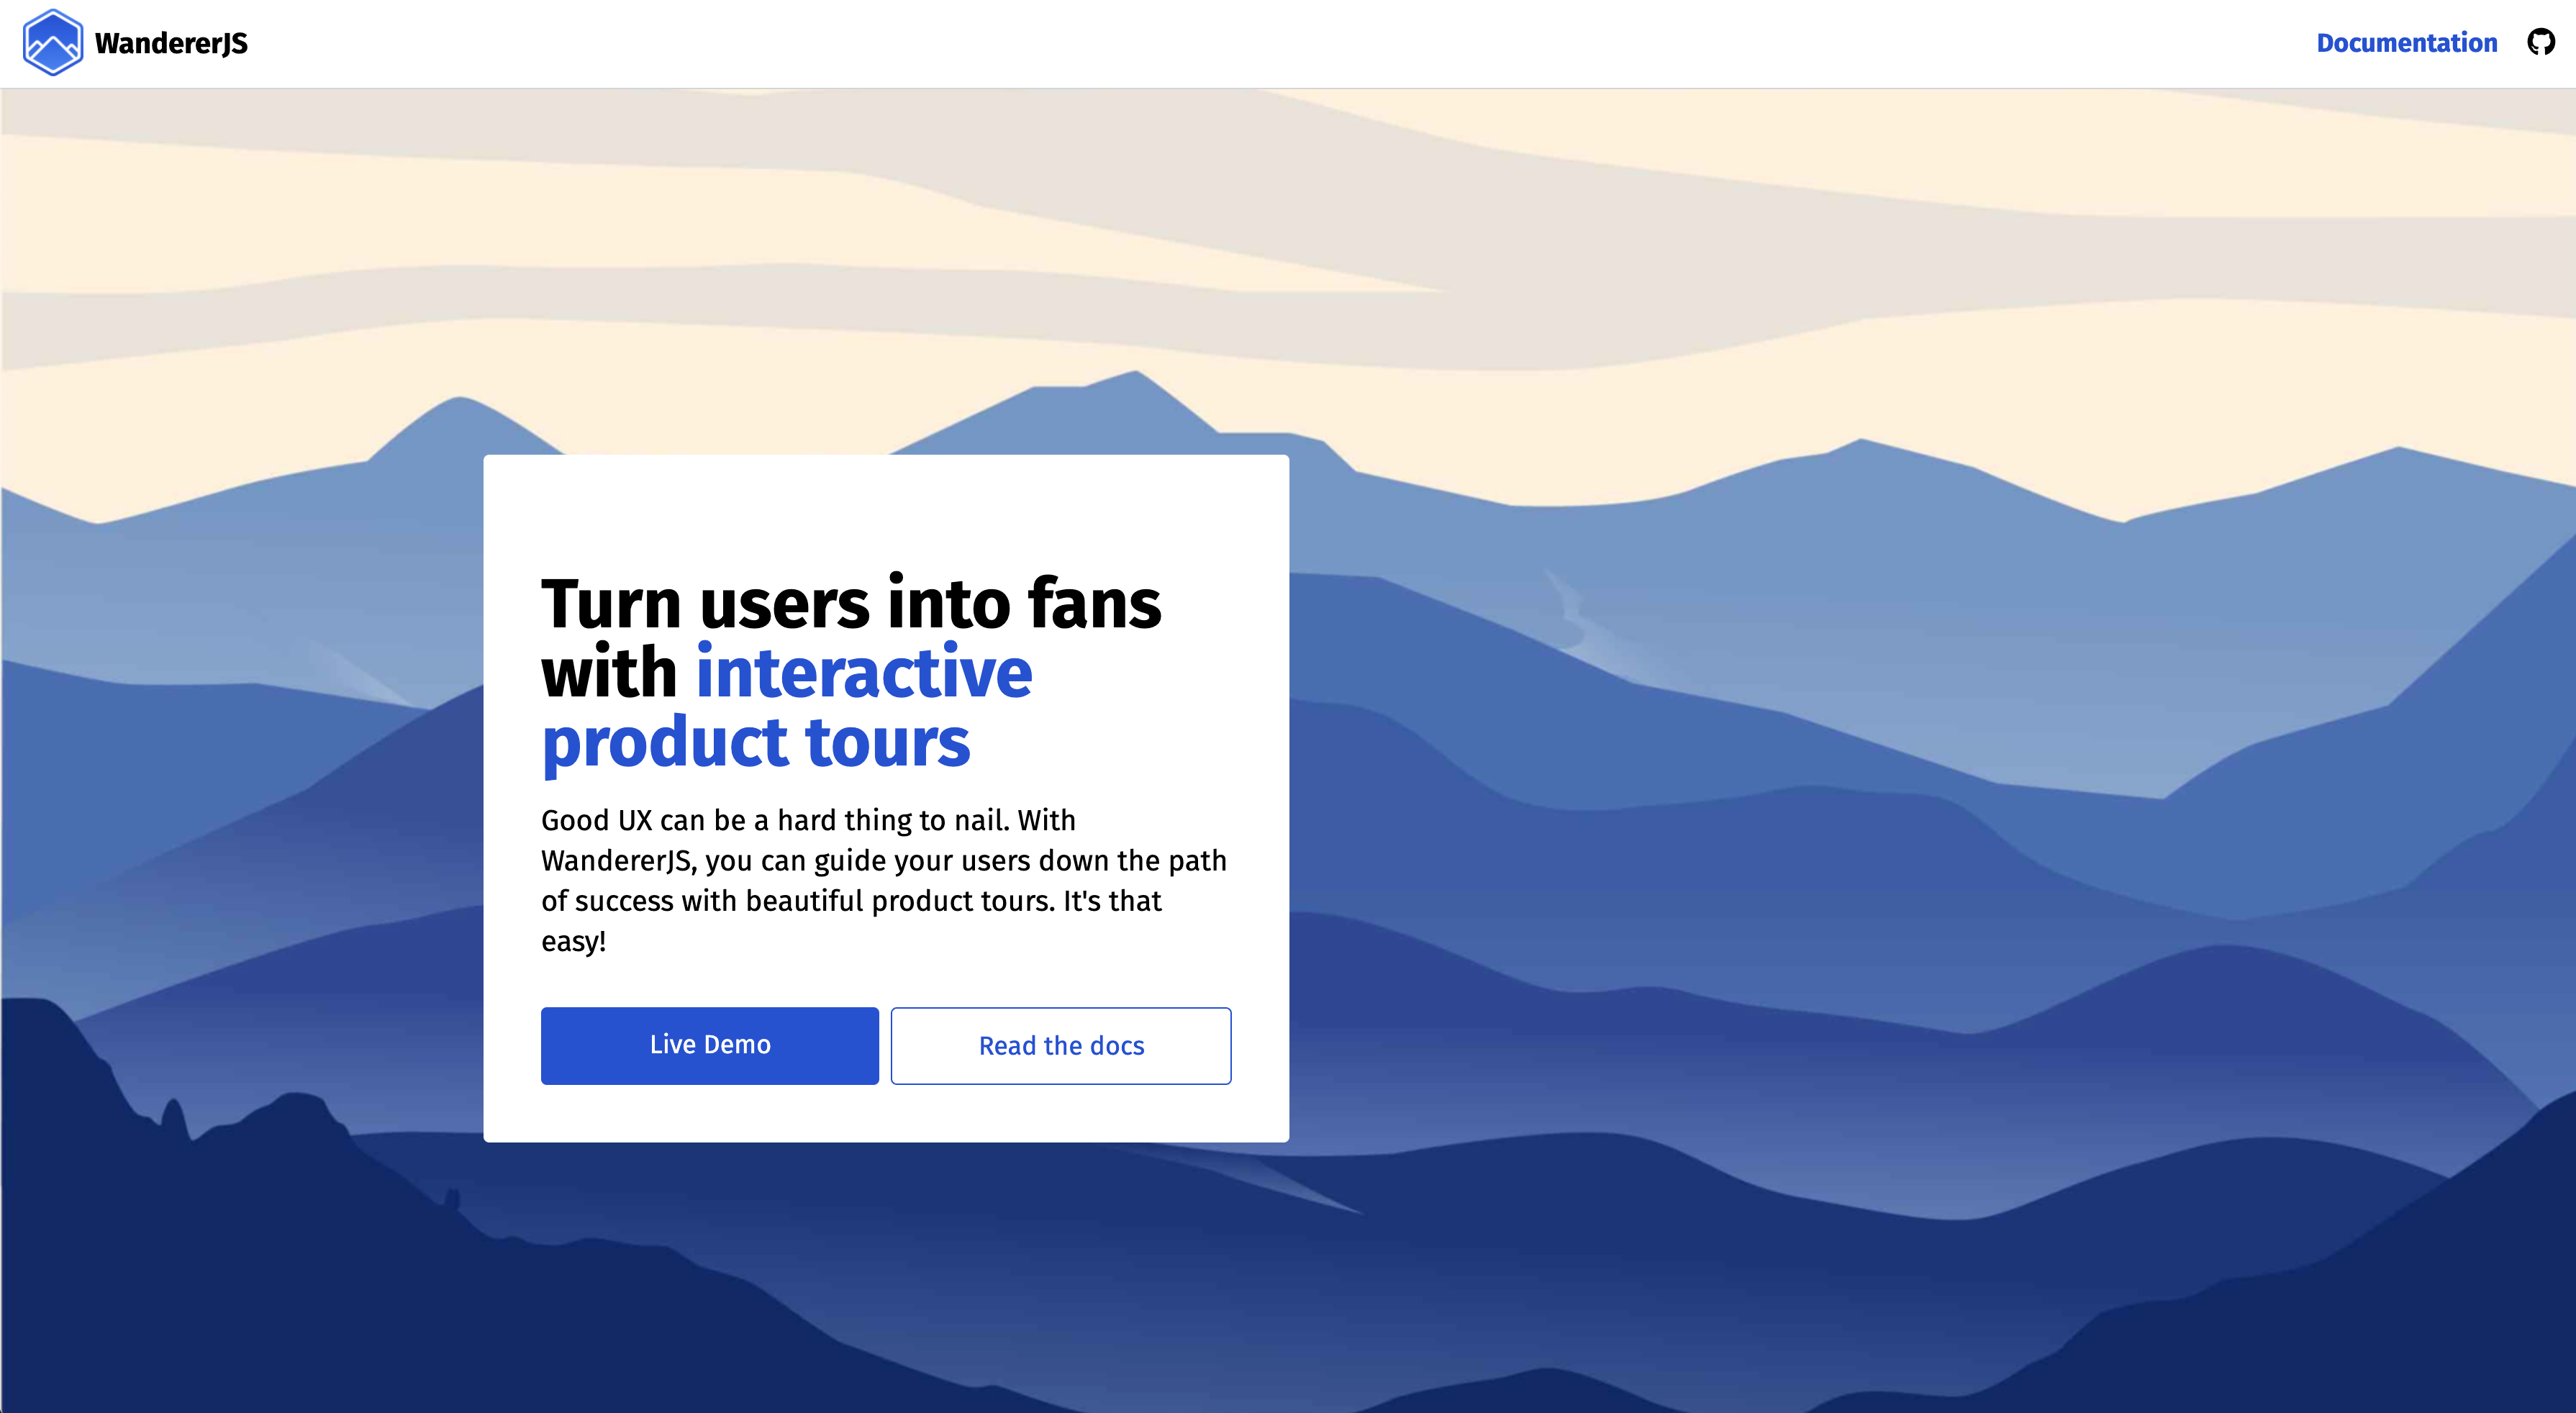 WandererJS
Documentation
Turn users into fans
with interactive
product tours
Good UX can be a hard thing to nail. With
WandererJS, you can guide your users down the path
of success with beautiful product tours. It's that
easy!
Live Demo
Read the docs